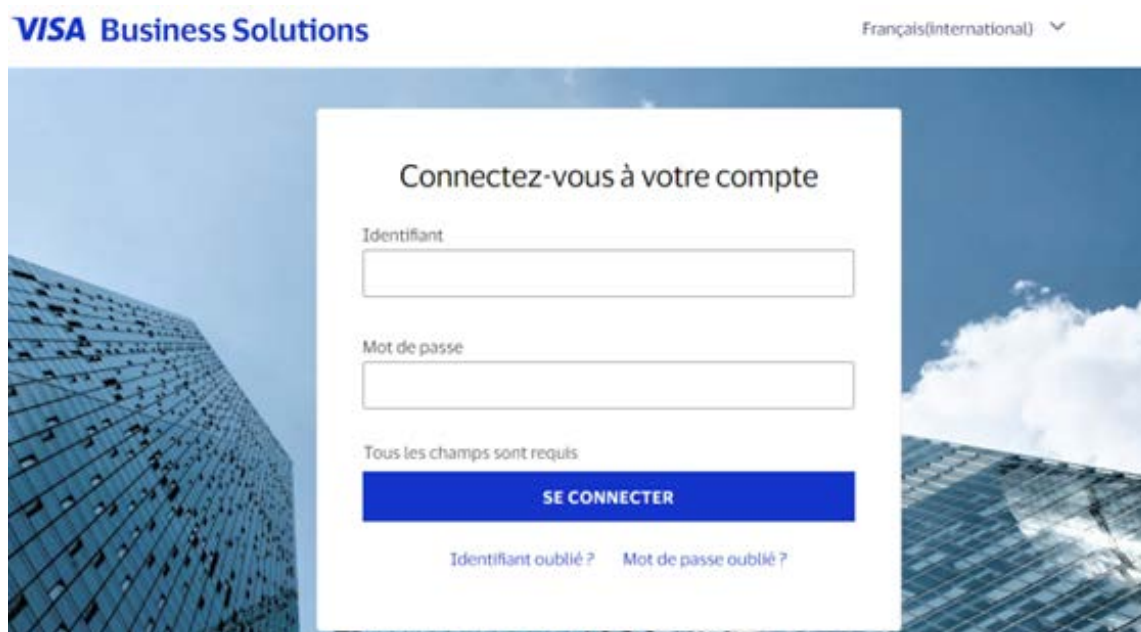 VISA Business Solutions
Français(international)
Connectez-vous à votre compte
Identifiant
Mot de passe
Tous les champs sont requis
SE CONNECTER
Identifiant oublié ? Mot de passe oublié ?